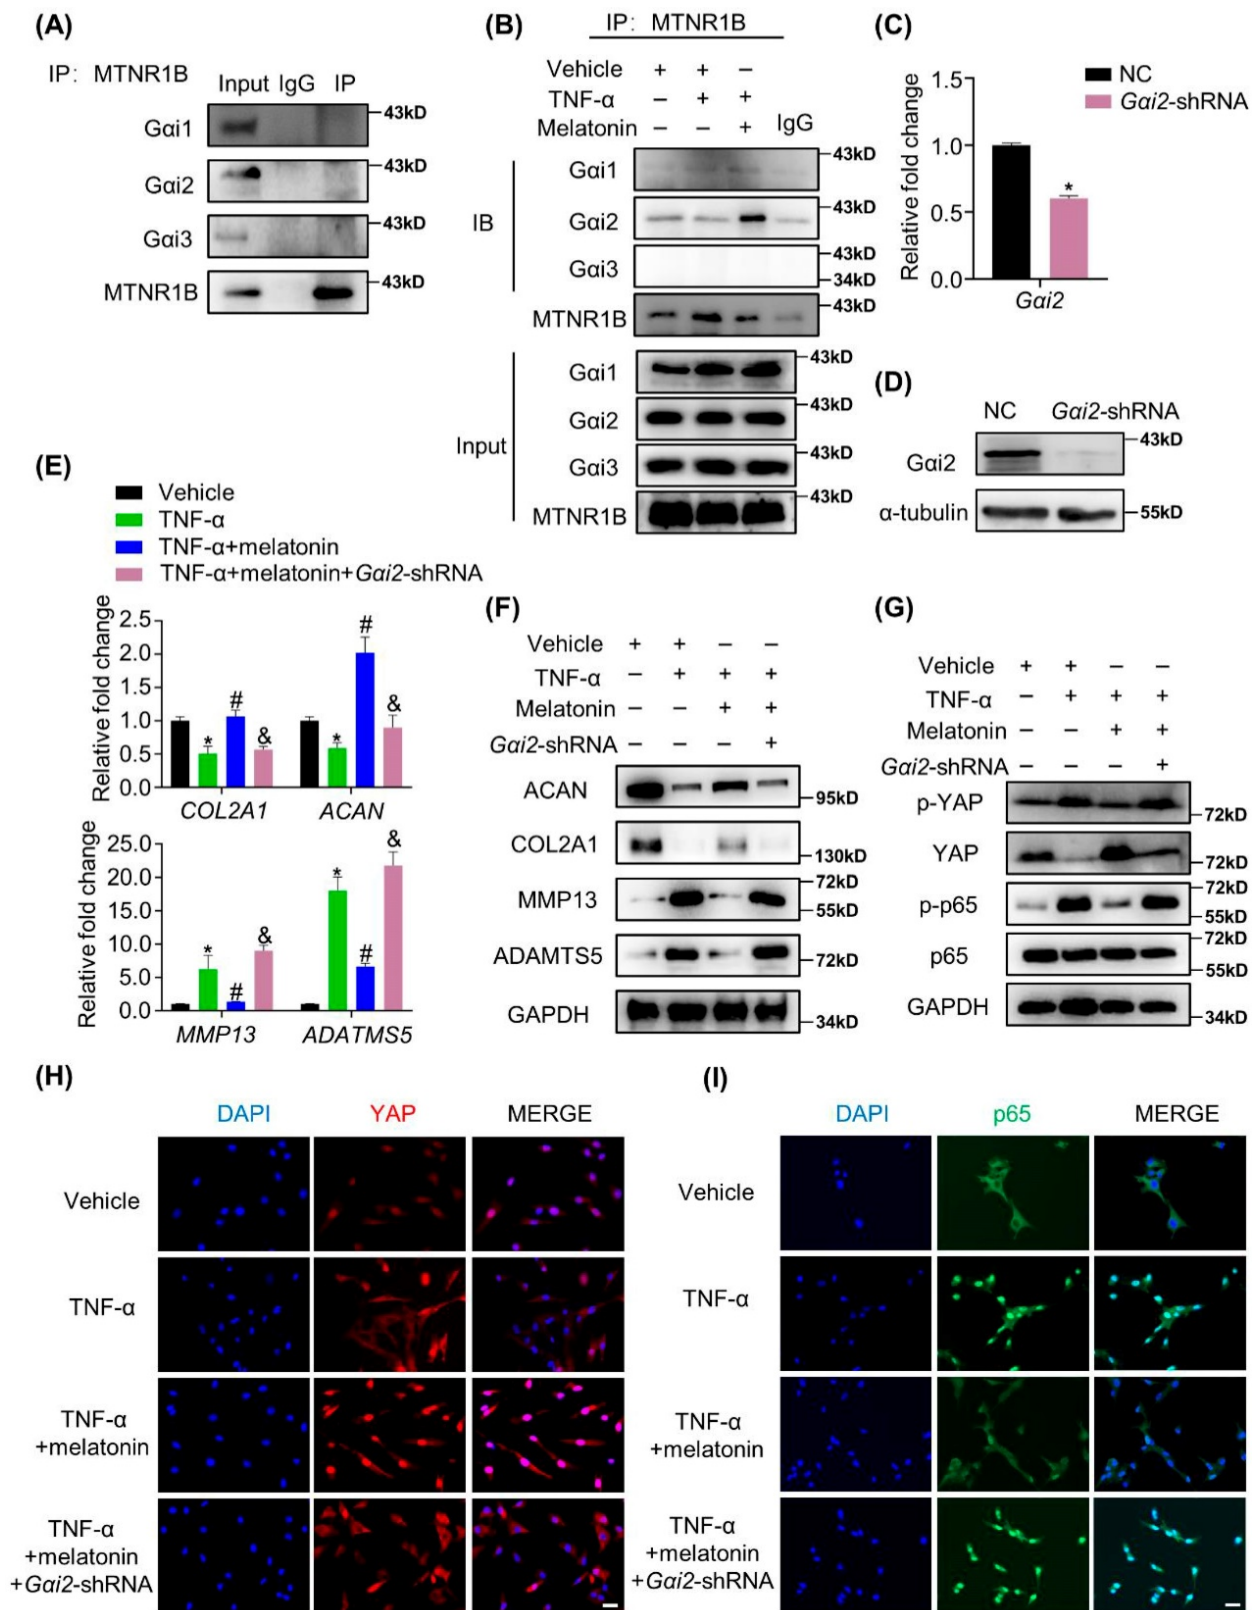 (A)
IP: MTNR1B
Input IgG IP
Gαi1
43kD
Gαi2
43kD
Gαi3
43kD
MTNR1B
43kD
(B)
IP: MTNR1B
Vehicle + + –
TNF-α – + +
Melatonin – – + IgG
IB
Gαi1
43kD
Gαi2
43kD
Gαi3
43kD
34kD
MTNR1B
43kD
Input
Gαi1
43kD
Gαi2
43kD
Gαi3
43kD
MTNR1B
43kD
(C)
NC
Gαi2-shRNA
Relative fold change
1.5
1.0
0.5
0.0
*
Gαi2
(D)
NC Gαi2-shRNA
Gαi2
43kD
α-tubulin
55kD
(E)
Vehicle
TNF-α
TNF-α+melatonin
TNF-α+melatonin+Gαi2-shRNA
Relative fold change
2.5
2.0
1.5
1.0
0.5
0.0
* # & * # &
COL2A1 ACAN
Relative fold change
25.0
20.0
15.0
10.0
5.0
0.0
* # & * # &
MMP13 ADATMS5
(F)
Vehicle + + – –
TNF-α – + + +
Melatonin – – + +
Gαi2-shRNA – – – +
ACAN
95kD
COL2A1
130kD
MMP13
72kD
55kD
ADAMTS5
72kD
GAPDH
34kD
(G)
Vehicle + + – –
TNF-α – + + +
Melatonin – – + +
Gαi2-shRNA – – – +
p-YAP
72kD
YAP
72kD
p-p65
72kD
55kD
p65
72kD
55kD
GAPDH
34kD
(H)
DAPI YAP MERGE
Vehicle
TNF-α
TNF-α
+melatonin
TNF-α
+melatonin
+Gαi2-shRNA
(I)
DAPI p65 MERGE
Vehicle
TNF-α
TNF-α
+melatonin
TNF-α
+melatonin
+Gαi2-shRNA